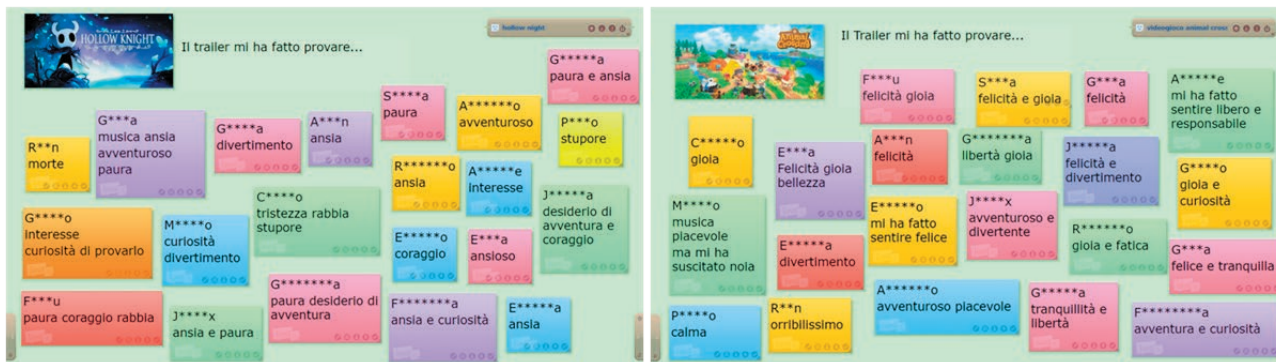 HOLLOW KNIGHT
Il trailer mi ha fatto provare...
hollow night
G*****a
paura e ansia
S****a
paura
A******o
avventuroso
P***o
stupore
G***a
musica ansia
avventuroso
paura
G****a
divertimento
A***n
ansia
R**n
morte
R******o
ansia
A*****e
interesse
C****o
tristezza rabbia
stupore
J*****a
desiderio di
avventura e
coraggio
G****o
interesse
curiosità di provarlo
M****o
curiosità
divertimento
E*****o
coraggio
E***a
ansioso
F***u
paura coraggio rabbia
J****x
ansia e paura
G*******a
paura desiderio di
avventura
F*******a
ansia e curiosità
E*****a
ansia
ANIMAL CROSSING
Il Trailer mi ha fatto provare...
videogioco animal cross
F***u
felicità gioia
S***a
felicità e gioia
G***a
felicità
A*****e
mi ha fatto
sentire libero e
responsabile
C*****o
gioia
E***a
Felicità gioia
bellezza
A***n
felicità
G*******a
libertà gioia
J*****a
felicità e
divertimento
G****o
gioia e
curiosità
M****o
musica
piacevole
ma mi ha
suscitato noia
E*****o
mi ha fatto
sentire felice
J****x
avventuroso e
divertente
R******o
gioia e fatica
E*****a
divertimento
G***a
felice e tranquilla
P****o
calma
R**n
orribilissimo
A******o
avventuroso piacevole
G*****a
tranquillità e
libertà
F********a
avventura e curiosità